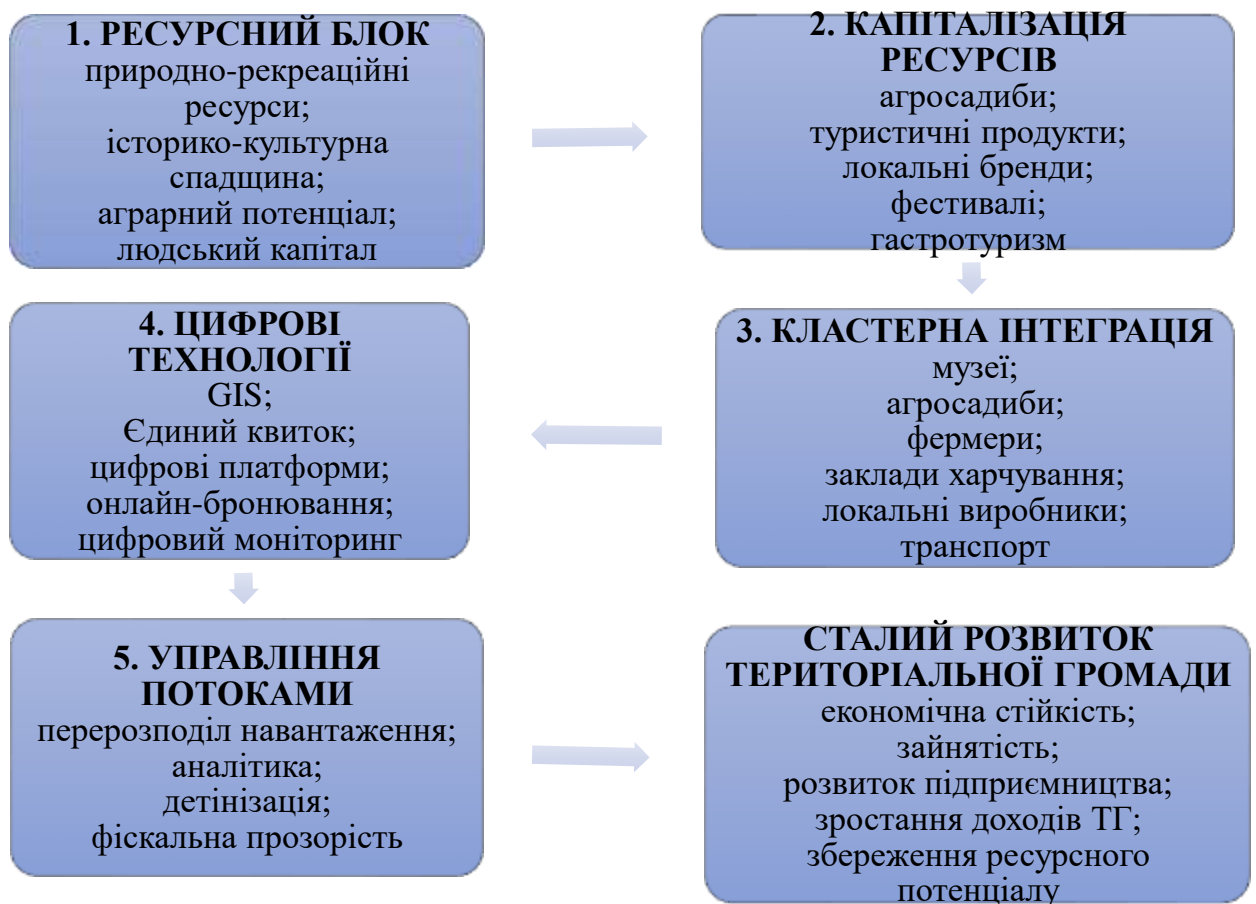 1. РЕСУРСНИЙ БЛОК
природно-рекреаційні
ресурси;
історико-культурна
спадщина;
аграрний потенціал;
людський капітал
2. КАПІТАЛІЗАЦІЯ
РЕСУРСІВ
агросадиби;
туристичні продукти;
локальні бренди;
фестивалі;
гастротуризм
3. КЛАСТЕРНА ІНТЕГРАЦІЯ
музеї;
агросадиби;
фермери;
заклади харчування;
локальні виробники;
транспорт
4. ЦИФРОВІ
ТЕХНОЛОГІЇ
GIS;
Єдиний квиток;
цифрові платформи;
онлайн-бронювання;
цифровий моніторинг
5. УПРАВЛІННЯ
ПОТОКАМИ
перерозподіл навантаження;
аналітика;
детінізація;
фіскальна прозорість
СТАЛИЙ РОЗВИТОК
ТЕРИТОРІАЛЬНОЇ ГРОМАДИ
економічна стійкість;
зайнятість;
розвиток підприємництва;
зростання доходів ТГ;
збереження ресурсного
потенціалу